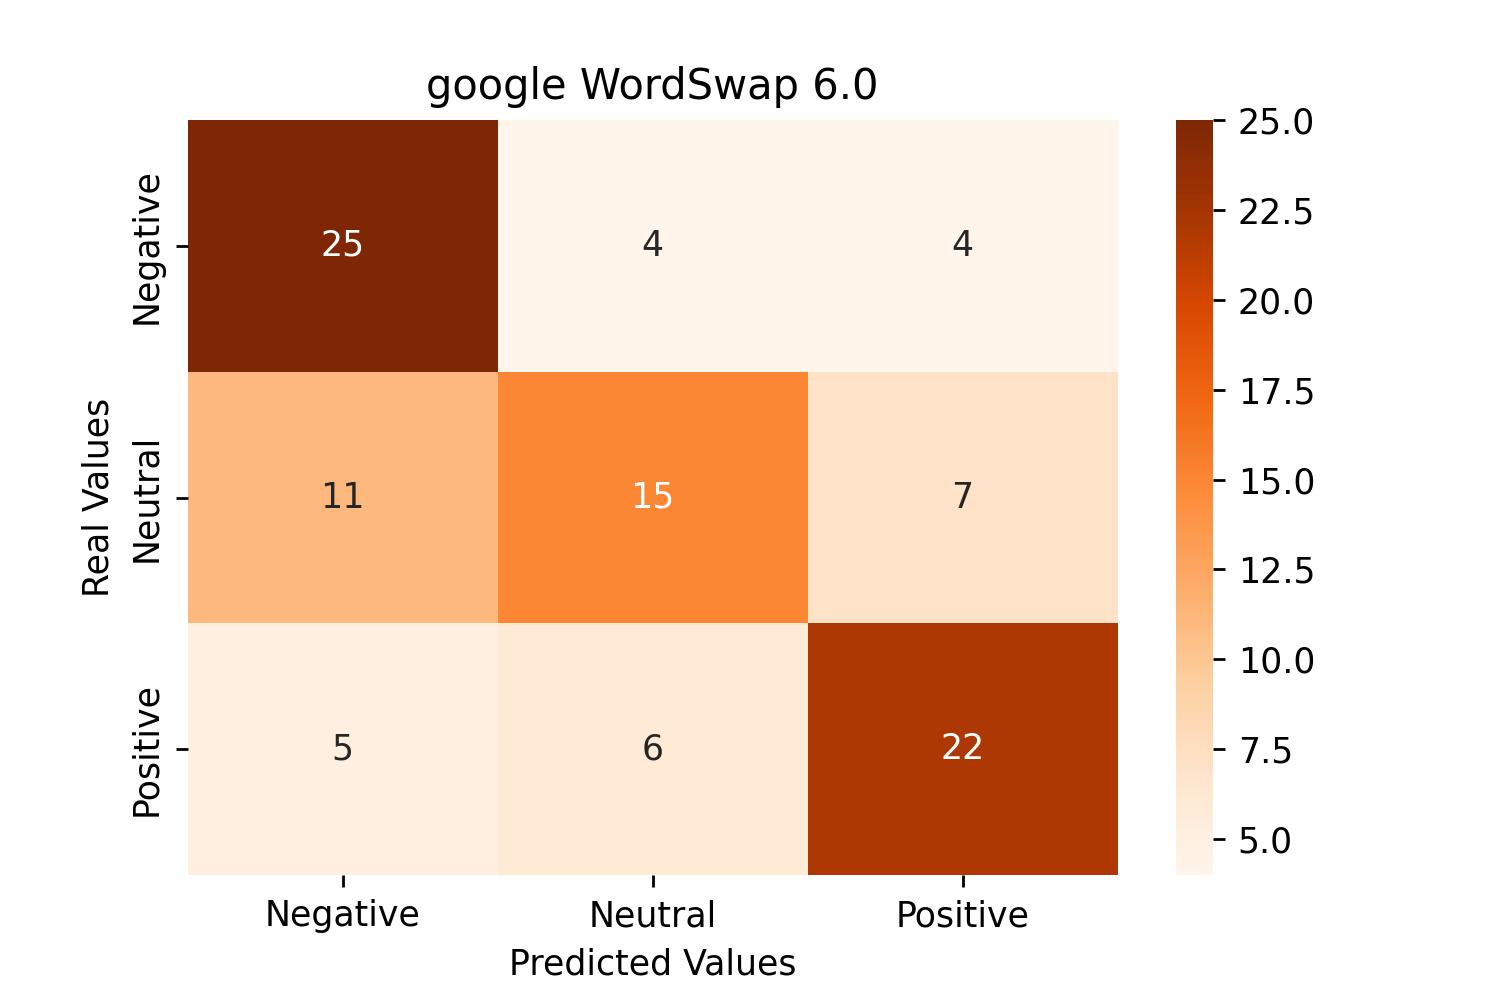 google WordSwap 6.0
Real Values
Negative
25 4 4
Neutral
11 15 7
Positive
5 6 22
Negative Neutral Positive
Predicted Values
25.0
22.5
20.0
17.5
15.0
12.5
10.0
7.5
5.0